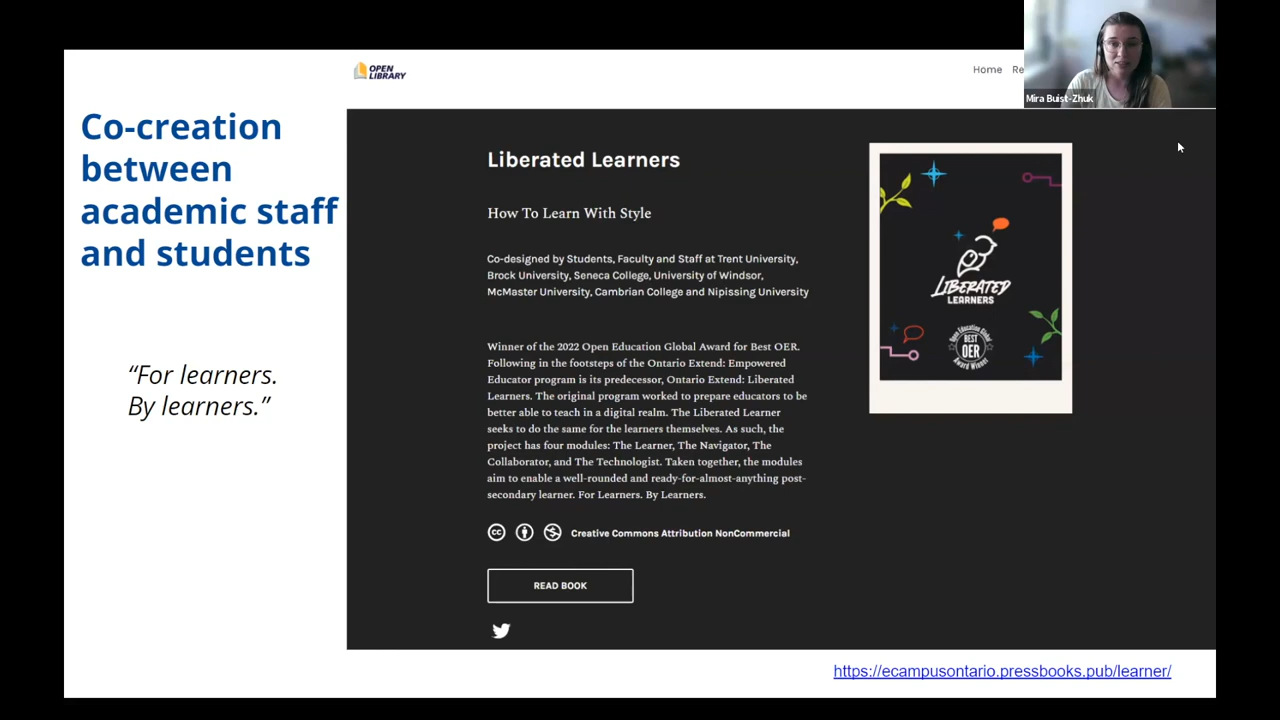 OPEN
LIBRARY
Home Re
Mira Buist-Zhuk
Co-creation
between
academic staff
and students
"For learners.
By learners."
Liberated Learners
How To Learn With Style
Co-designed by Students, Faculty and Staff at Trent University,
Brock University, Seneca College, University of Windsor,
McMaster University, Cambrian College and Nipissing University
Winner of the 2022 Open Education Global Award for Best OER.
Following in the footsteps of the Ontario Extend: Empowered
Educator program is its predecessor, Ontario Extend: Liberated
Learners. The original program worked to prepare educators to be
better able to teach in a digital realm. The Liberated Learner
seeks to do the same for the learners themselves. As such, the
project has four modules: The Learner, The Navigator, The
Collaborator, and The Technologist. Taken together, the modules
aim to enable a well-rounded and ready-for-almost-anything post-
secondary learner. For Learners. By Learners.
CC Creative Commons Attribution NonCommercial
READ BOOK
LIBERATED
LEARNERS
Open Education Global
BEST
OER
Award Winner
https://ecampusontario.pressbooks.pub/learner/